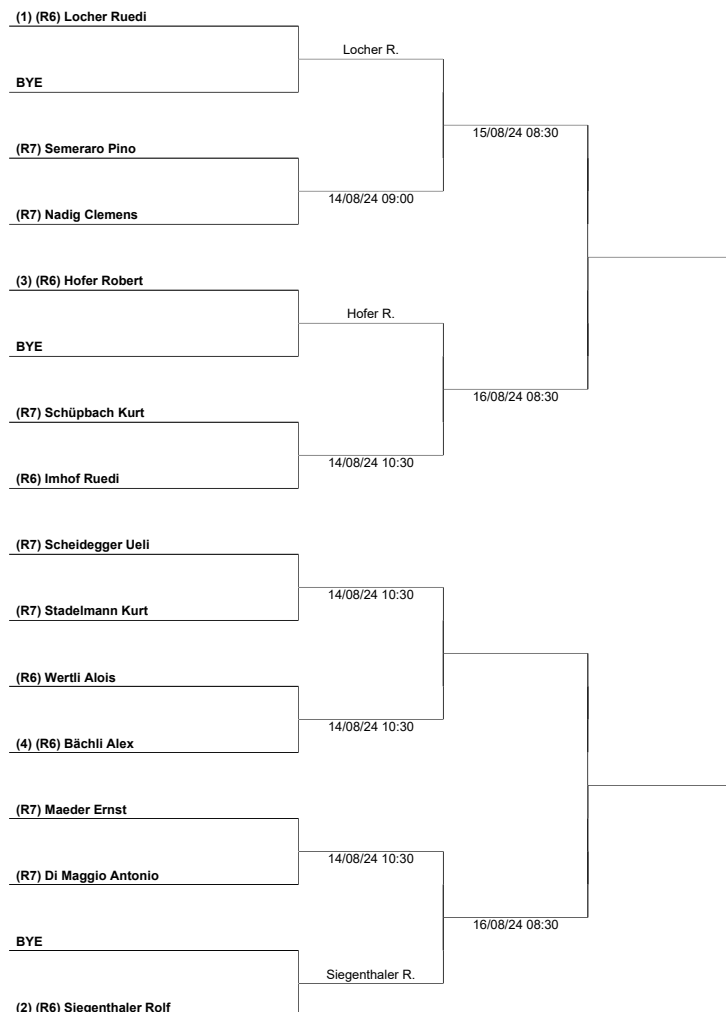 (1) (R6) Locher Ruedi
Locher R.
BYE
15/08/24 08:30
(R7) Semeraro Pino
14/08/24 09:00
(R7) Nadig Clemens
(3) (R6) Hofer Robert
Hofer R.
BYE
16/08/24 08:30
(R7) Schüpbach Kurt
14/08/24 10:30
(R6) Imhof Ruedi
(R7) Scheidegger Ueli
14/08/24 10:30
(R7) Stadelmann Kurt
(R6) Wertli Alois
14/08/24 10:30
(4) (R6) Bächli Alex
(R7) Maeder Ernst
14/08/24 10:30
(R7) Di Maggio Antonio
16/08/24 08:30
BYE
Siegenthaler R.
(2) (R6) Siegenthaler Rolf